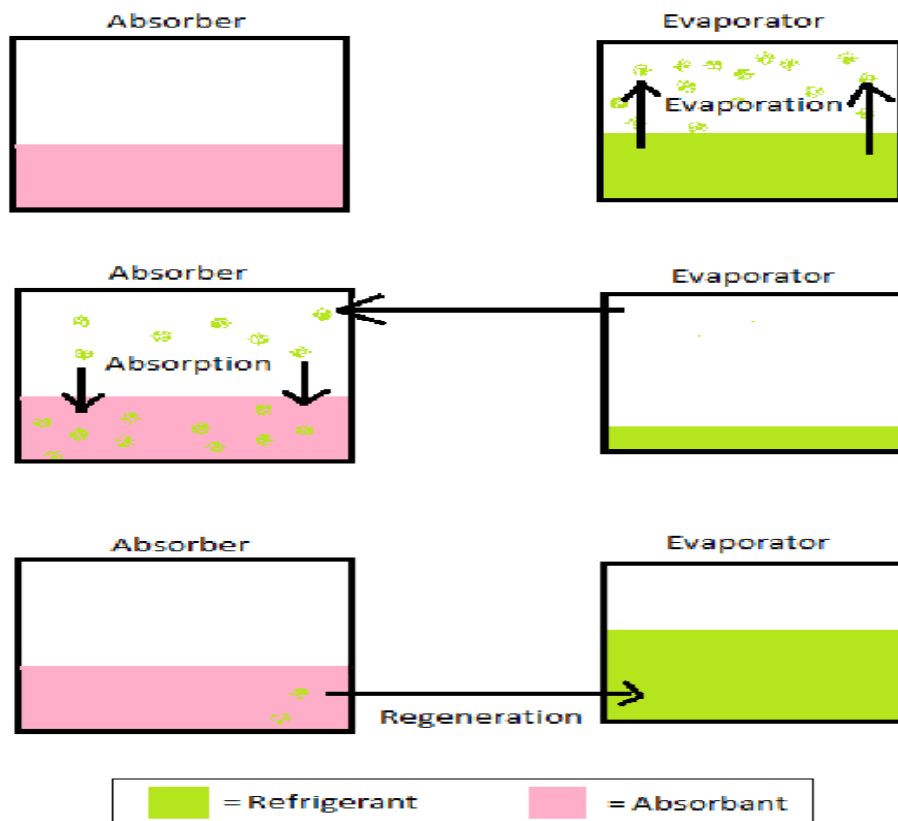 Absorber
Evaporator
Evaporation
Absorber
Evaporator
Absorption
Absorber
Evaporator
Regeneration
= Refrigerant
= Absorbant